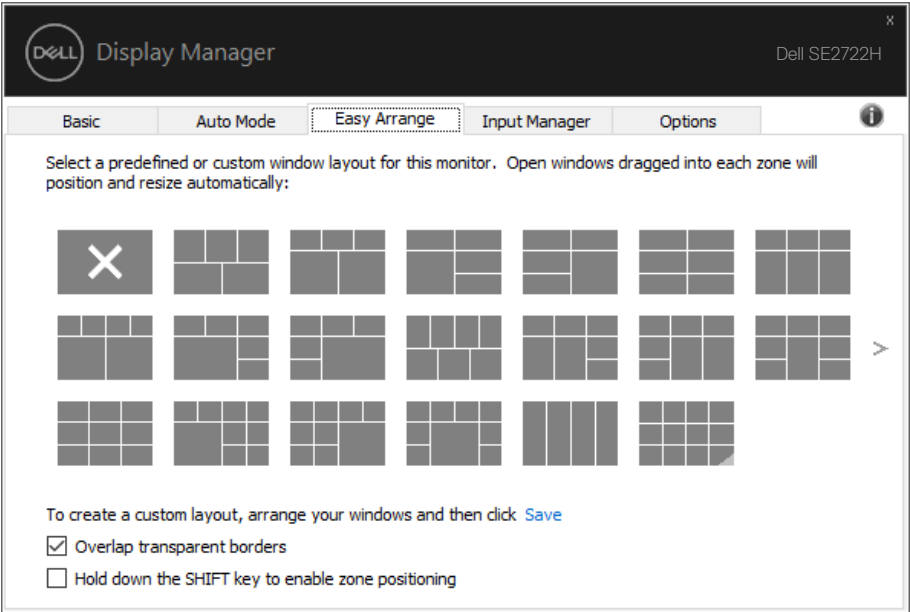 x
DELL Display Manager
Dell SE2722H
Basic Auto Mode Easy Arrange Input Manager Options i
Select a predefined or custom window layout for this monitor. Open windows dragged into each zone will
position and resize automatically:
>
To create a custom layout, arrange your windows and then click Save
Overlap transparent borders
Hold down the SHIFT key to enable zone positioning